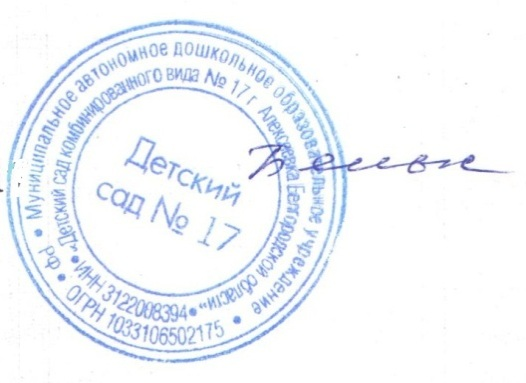 Муниципальное автономное дошкольное образовательное учреждение
"Детский сад комбинированного вида № 17 г. Алексеевка Белгородской области"
Детский
сад № 17
ИНН 3122008394
РФ • ОГРН 1033106502175